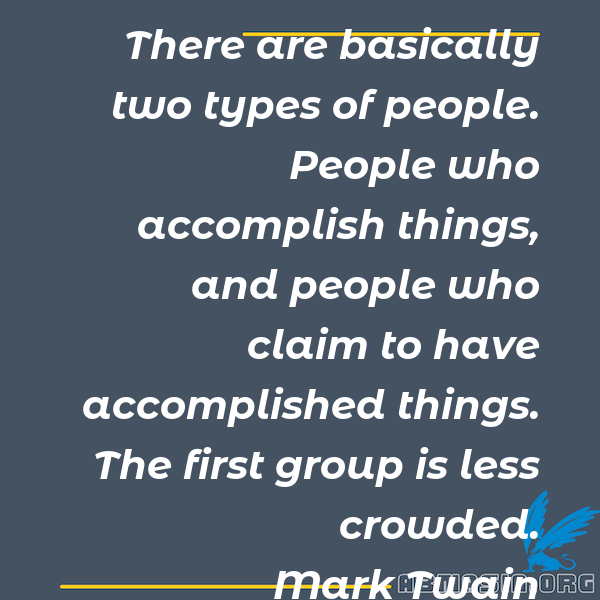 There are basically
two types of people.
People who
accomplish things,
and people who
claim to have
accomplished things.
The first group is less
crowded.
Mark Twain